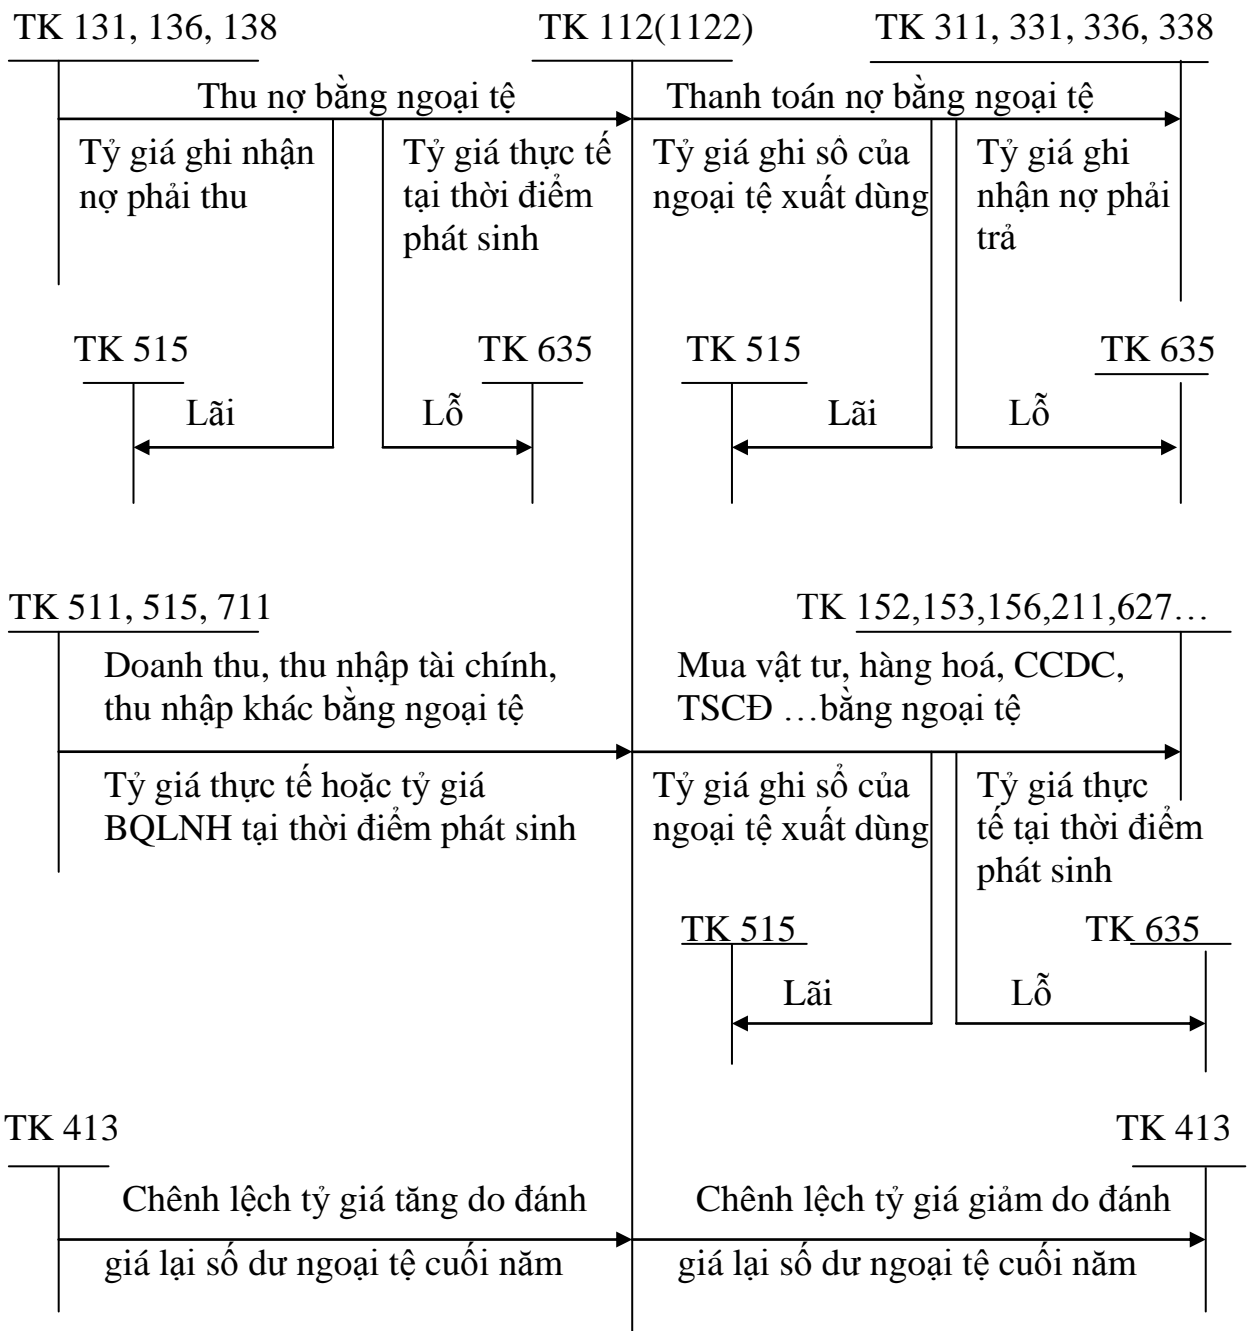 TK 131, 136, 138
TK 112(1122)
TK 311, 331, 336, 338
Thu nợ bằng ngoại tệ
Thanh toán nợ bằng ngoại tệ
Tỷ giá ghi nhận
nợ phải thu
Tỷ giá thực tế
tại thời điểm
phát sinh
Tỷ giá ghi sổ của
ngoại tệ xuất dùng
Tỷ giá ghi
nhận nợ phải
trả
TK 515
TK 635
TK 515
TK 635
Lãi
Lỗ
Lãi
Lỗ
TK 511, 515, 711
TK 152,153,156,211,627…
Doanh thu, thu nhập tài chính,
thu nhập khác bằng ngoại tệ
Mua vật tư, hàng hoá, CCDC,
TSCĐ …bằng ngoại tệ
Tỷ giá thực tế hoặc tỷ giá
BQLNH tại thời điểm phát sinh
Tỷ giá ghi sổ của
ngoại tệ xuất dùng
Tỷ giá thực
tế tại thời điểm
phát sinh
TK 515
TK 635
Lãi
Lỗ
TK 413
TK 413
Chênh lệch tỷ giá tăng do đánh
giá lại số dư ngoại tệ cuối năm
Chênh lệch tỷ giá giảm do đánh
giá lại số dư ngoại tệ cuối năm